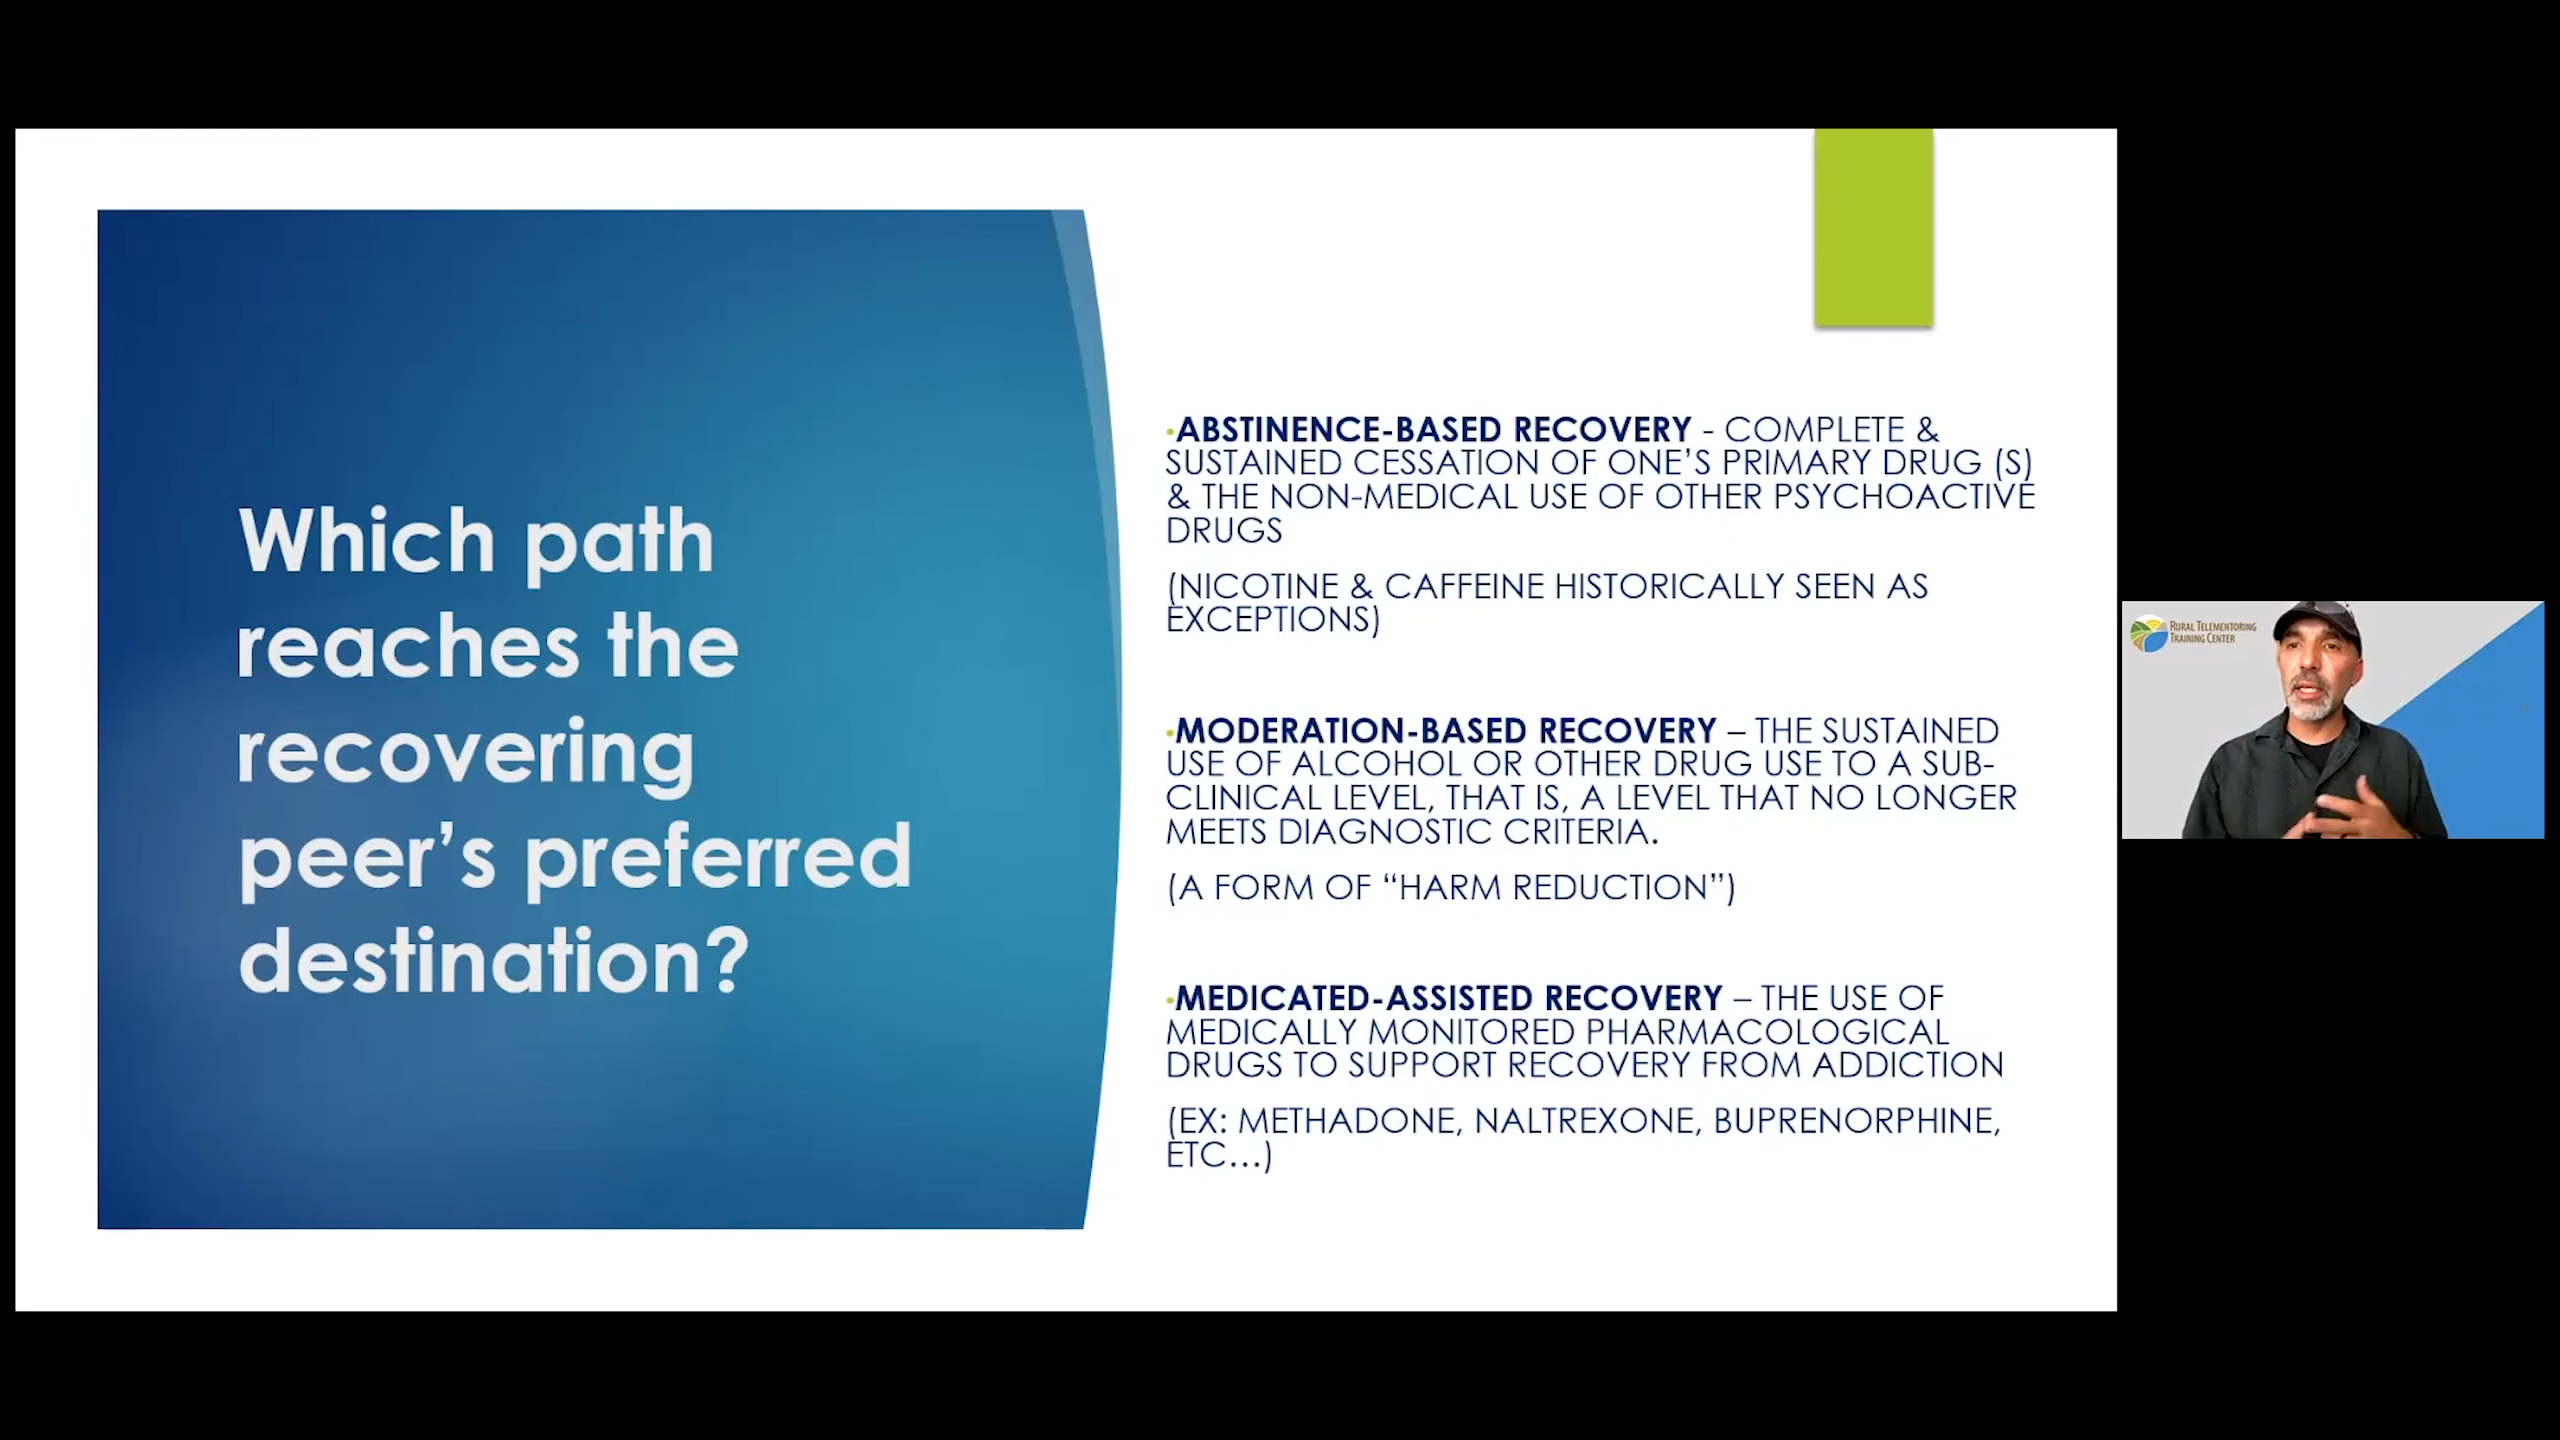 Which path
reaches the
recovering
peer’s preferred
destination?
•ABSTINENCE-BASED RECOVERY - COMPLETE &
SUSTAINED CESSATION OF ONE’S PRIMARY DRUG (S)
& THE NON-MEDICAL USE OF OTHER PSYCHOACTIVE
DRUGS
(NICOTINE & CAFFEINE HISTORICALLY SEEN AS
EXCEPTIONS)
•MODERATION-BASED RECOVERY – THE SUSTAINED
USE OF ALCOHOL OR OTHER DRUG USE TO A SUB-
CLINICAL LEVEL, THAT IS, A LEVEL THAT NO LONGER
MEETS DIAGNOSTIC CRITERIA.
(A FORM OF “HARM REDUCTION”)
•MEDICATED-ASSISTED RECOVERY – THE USE OF
MEDICALLY MONITORED PHARMACOLOGICAL
DRUGS TO SUPPORT RECOVERY FROM ADDICTION
(EX: METHADONE, NALTREXONE, BUPRENORPHINE,
ETC…)
RURAL TELEMENTORING
TRAINING CENTER